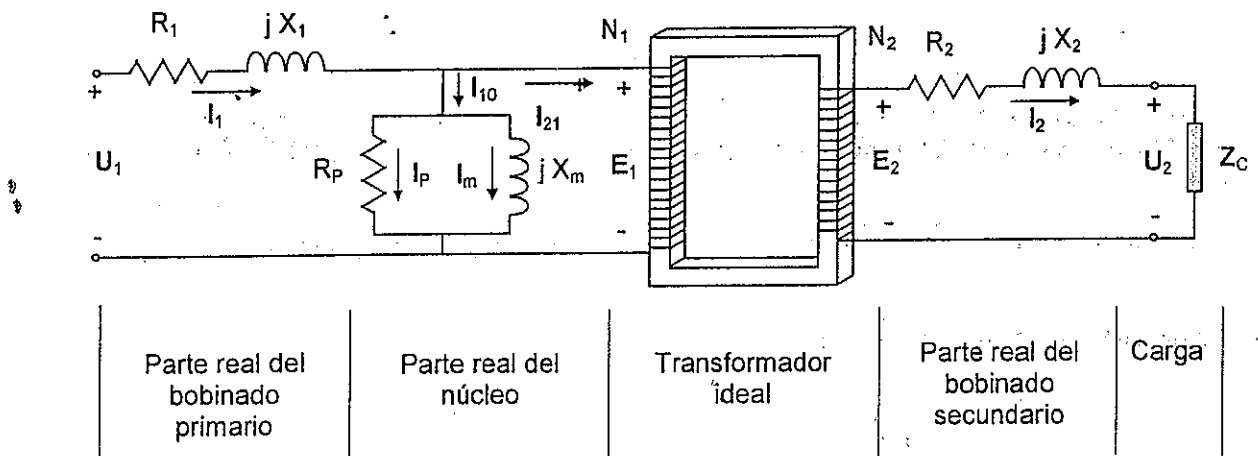 R1
j X1
N1
N2
R2
j X2
+
I1
I10
I21
+
+
I2
+
U1
RP
IP
Im
j Xm
E1
E2
U2
ZC
-
-
-
-
Parte real del
bobinado
primario
Parte real del
núcleo
Transformador
ideal
Parte real del
bobinado
secundario
Carga